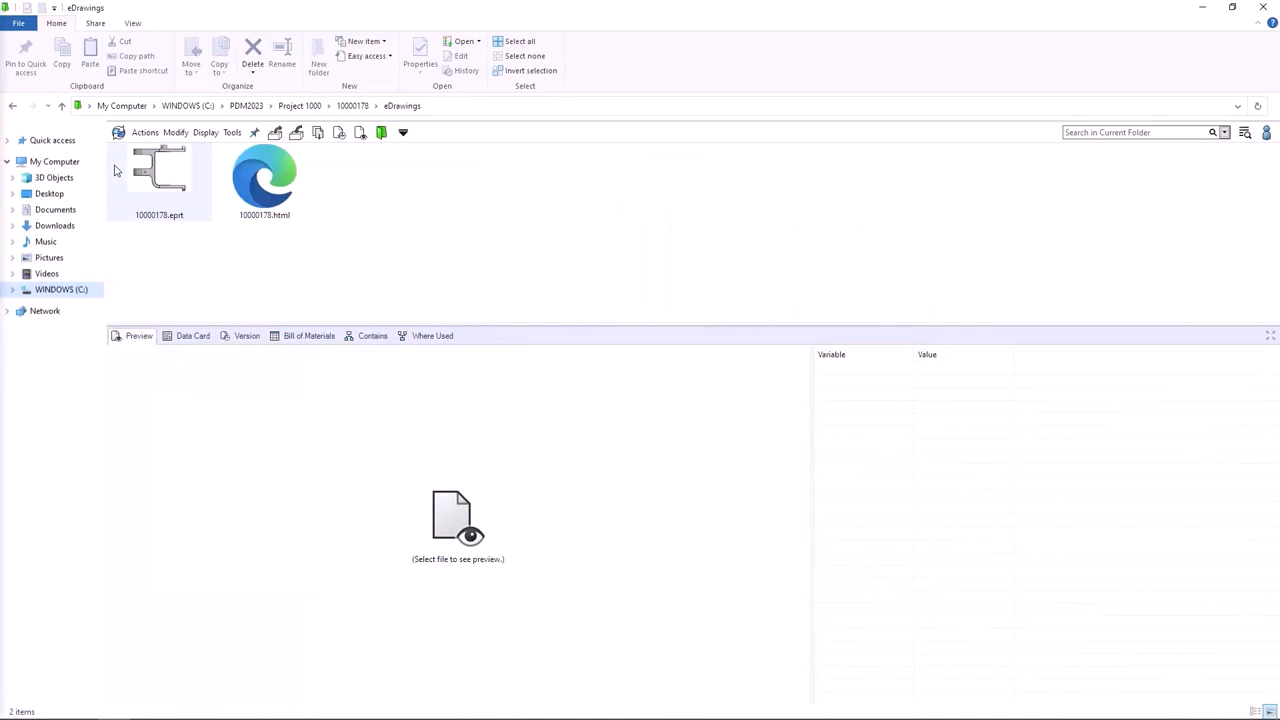 eDrawings
File Home Share View
Pin to Quick access
Copy
Paste
Cut
Copy path
Paste shortcut
Clipboard
Move to
Copy to
Delete
Rename
Organize
New folder
New item
Easy access
New
Properties
Open
Edit
History
Open
Select all
Select none
Invert selection
Select
My Computer WINDOWS (C:) PDM2023 Project 1000 10000178 eDrawings
Actions Modify Display Tools
Search in Current Folder
Quick access
My Computer
3D Objects
Desktop
Documents
Downloads
Music
Pictures
Videos
WINDOWS (C:)
Network
10000178.eprt
10000178.html
Preview Data Card Version Bill of Materials Contains Where Used
Variable Value
(Select file to see preview.)
2 items